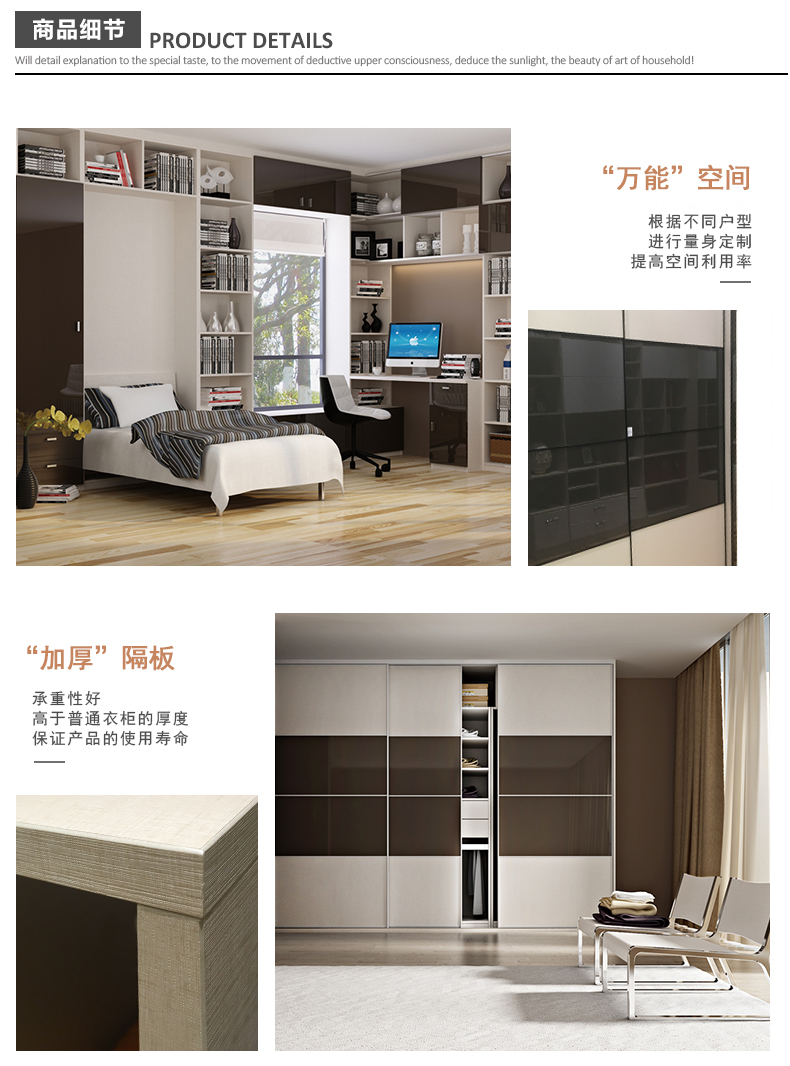 商品细节
PRODUCT DETAILS
Will detail explanation to the special taste, to the movement of deductive upper consciousness, deduce the sunlight, the beauty of art of household!
“万能”空间
根据不同户型
进行量身定制
提高空间利用率
“加厚”隔板
承重性好
高于普通衣柜的厚度
保证产品的使用寿命